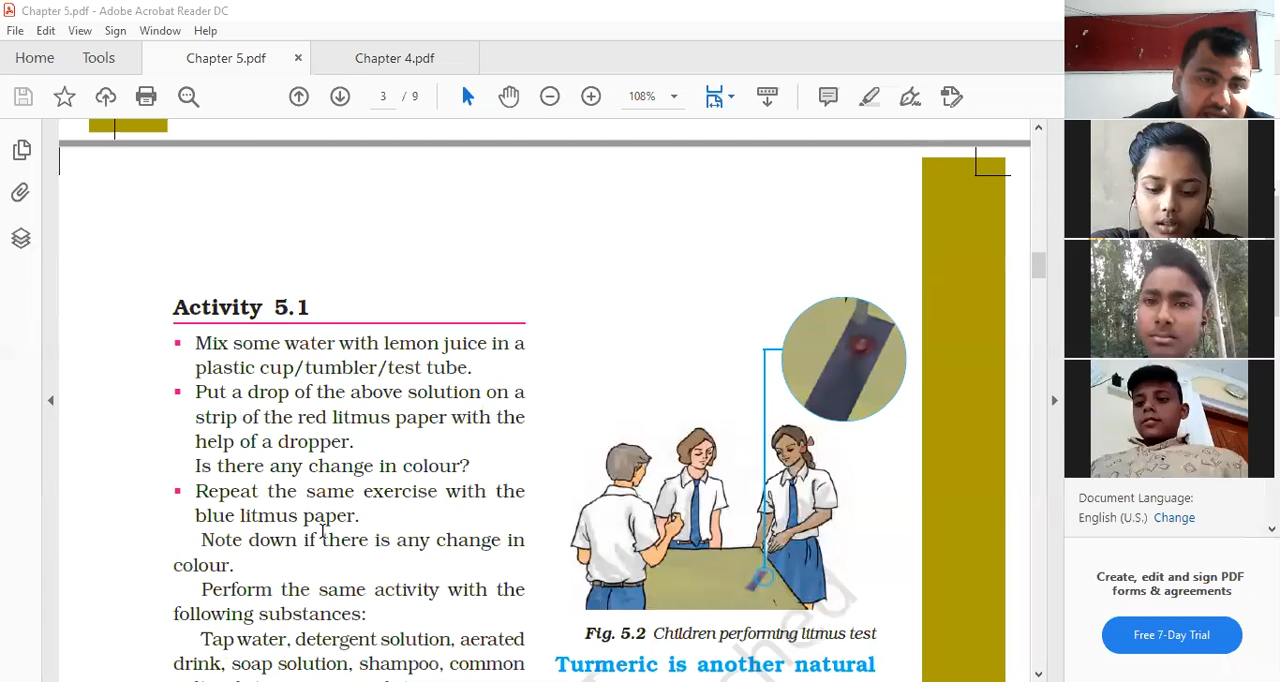 Chapter 5.pdf - Adobe Acrobat Reader DC
File Edit View Sign Window Help
Home Tools Chapter 5.pdf × Chapter 4.pdf
3 / 9 108%
Activity 5.1
▪ Mix some water with lemon juice in a
plastic cup/tumbler/test tube.
▪ Put a drop of the above solution on a
strip of the red litmus paper with the
help of a dropper.
Is there any change in colour?
▪ Repeat the same exercise with the
blue litmus paper.
Note down if there is any change in
colour.
Perform the same activity with the
following substances:
Tap water, detergent solution, aerated
drink, soap solution, shampoo, common
Fig. 5.2 Children performing litmus test
Turmeric is another natural
Document Language:
English (U.S.) Change
Create, edit and sign PDF
forms & agreements
Free 7-Day Trial